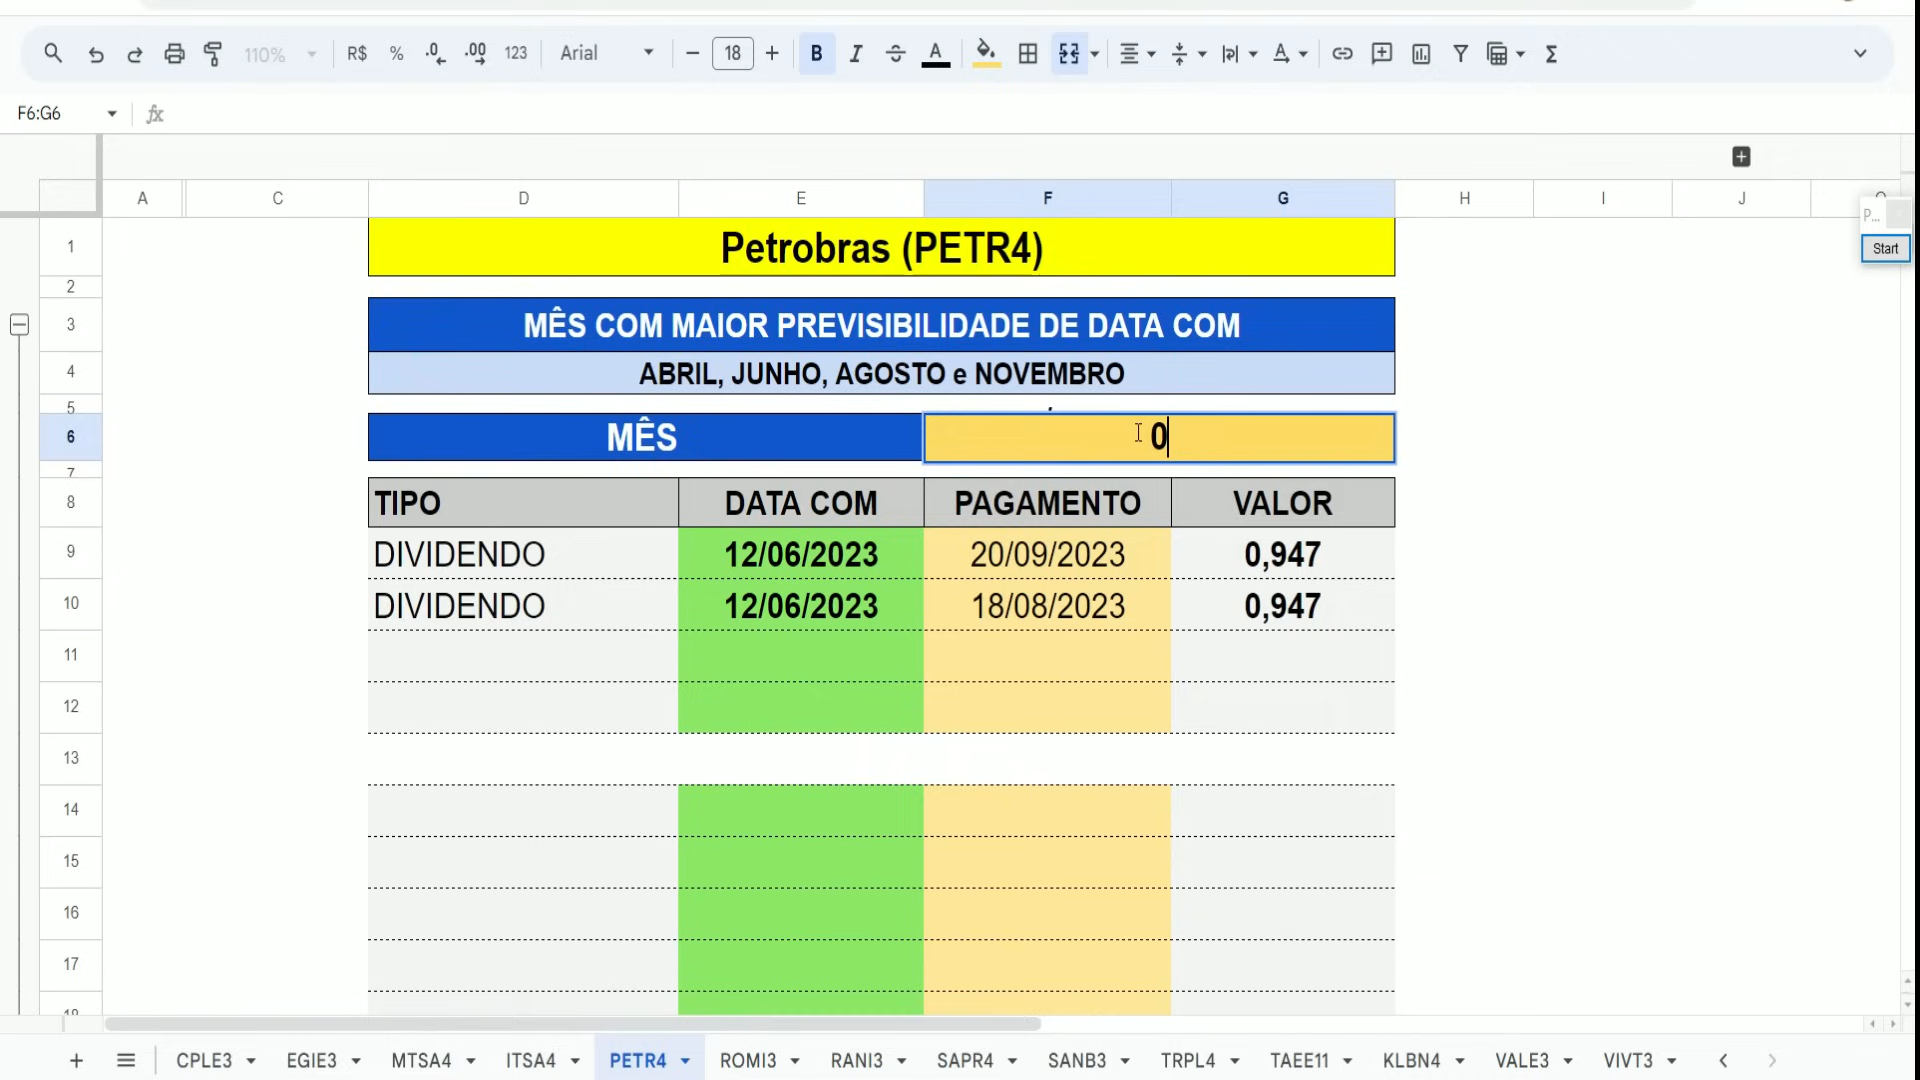 110% R$ % .0 .00 123 Arial 18 B I A A Σ
F6:G6 fx
A C D E F G H I J
P...
Start
1 Petrobras (PETR4)
2
3 MÊS COM MAIOR PREVISIBILIDADE DE DATA COM
4 ABRIL, JUNHO, AGOSTO e NOVEMBRO
5
6 MÊS 0
7
8 TIPO DATA COM PAGAMENTO VALOR
9 DIVIDENDO 12/06/2023 20/09/2023 0,947
10 DIVIDENDO 12/06/2023 18/08/2023 0,947
11
12
13
14
15
16
17
CPLE3 EGIE3 MTSA4 ITSA4 PETR4 ROMI3 RANI3 SAPR4 SANB3 TRPL4 TAEE11 KLBN4 VALE3 VIVT3